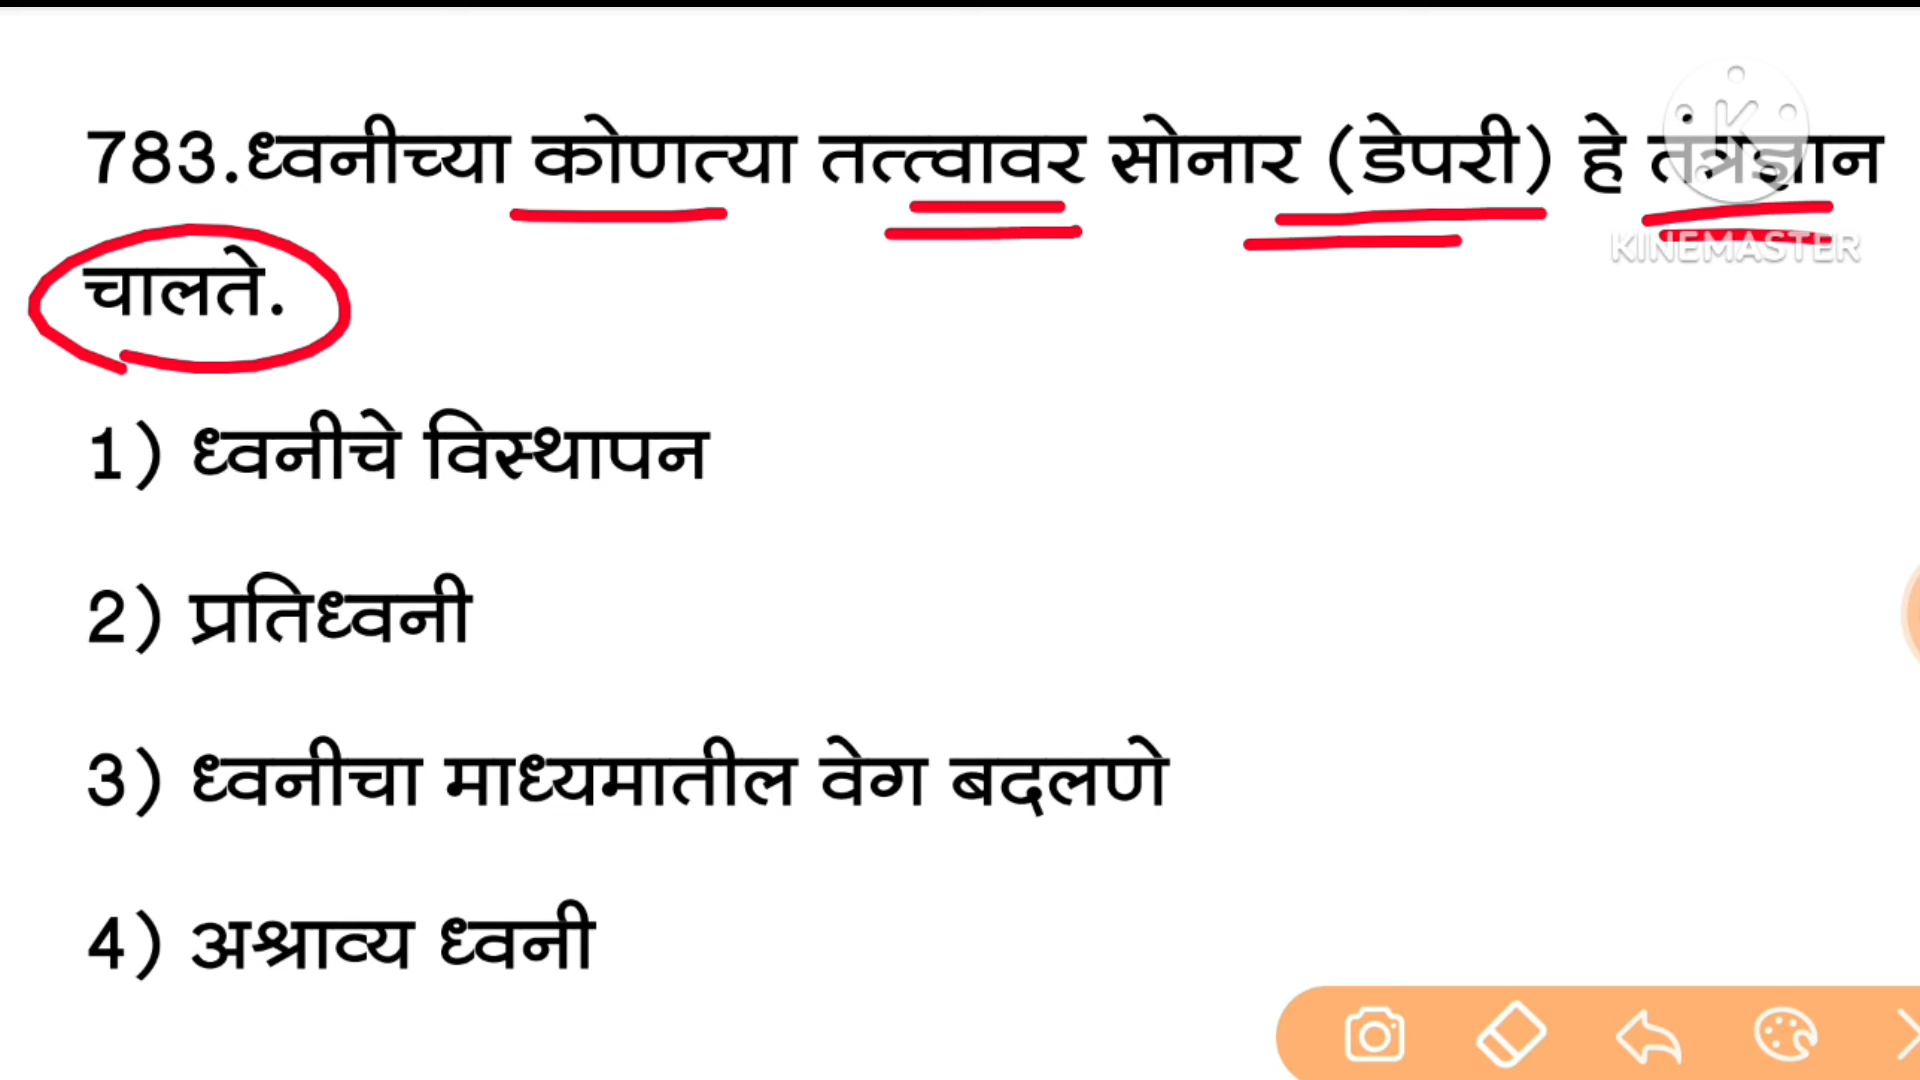 783.ध्वनीच्या कोणत्या तत्त्वावर सोनार (डेपरी) हे तंत्रज्ञान
चालते.
KINEMASTER
1) ध्वनीचे विस्थापन
2) प्रतिध्वनी
3) ध्वनीचा माध्यमातील वेग बदलणे
4) अश्राव्य ध्वनी